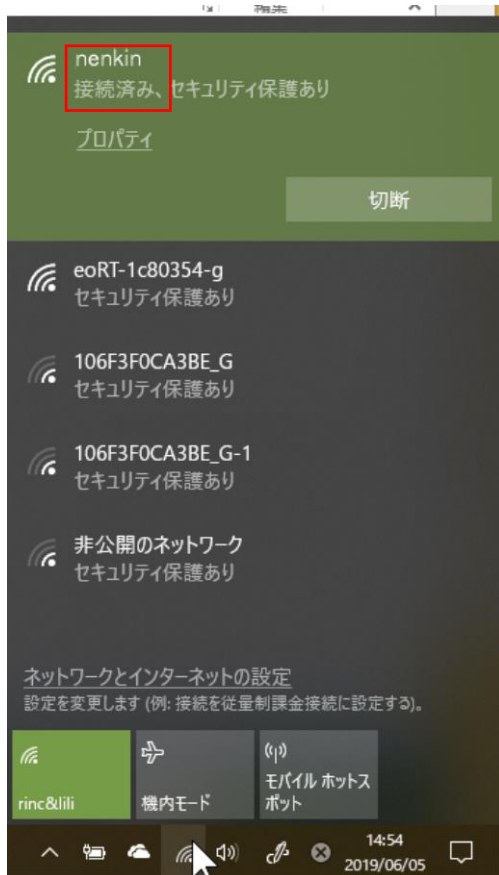 nenkin
接続済み、セキュリティ保護あり
プロパティ
切断
eoRT-1c80354-g
セキュリティ保護あり
106F3F0CA3BE_G
セキュリティ保護あり
106F3F0CA3BE_G-1
セキュリティ保護あり
非公開のネットワーク
セキュリティ保護あり
ネットワークとインターネットの設定
設定を変更します (例: 接続を従量制課金接続に設定する)。
rinc&lili
機内モード
モバイル ホットス
ポット
14:54
2019/06/05